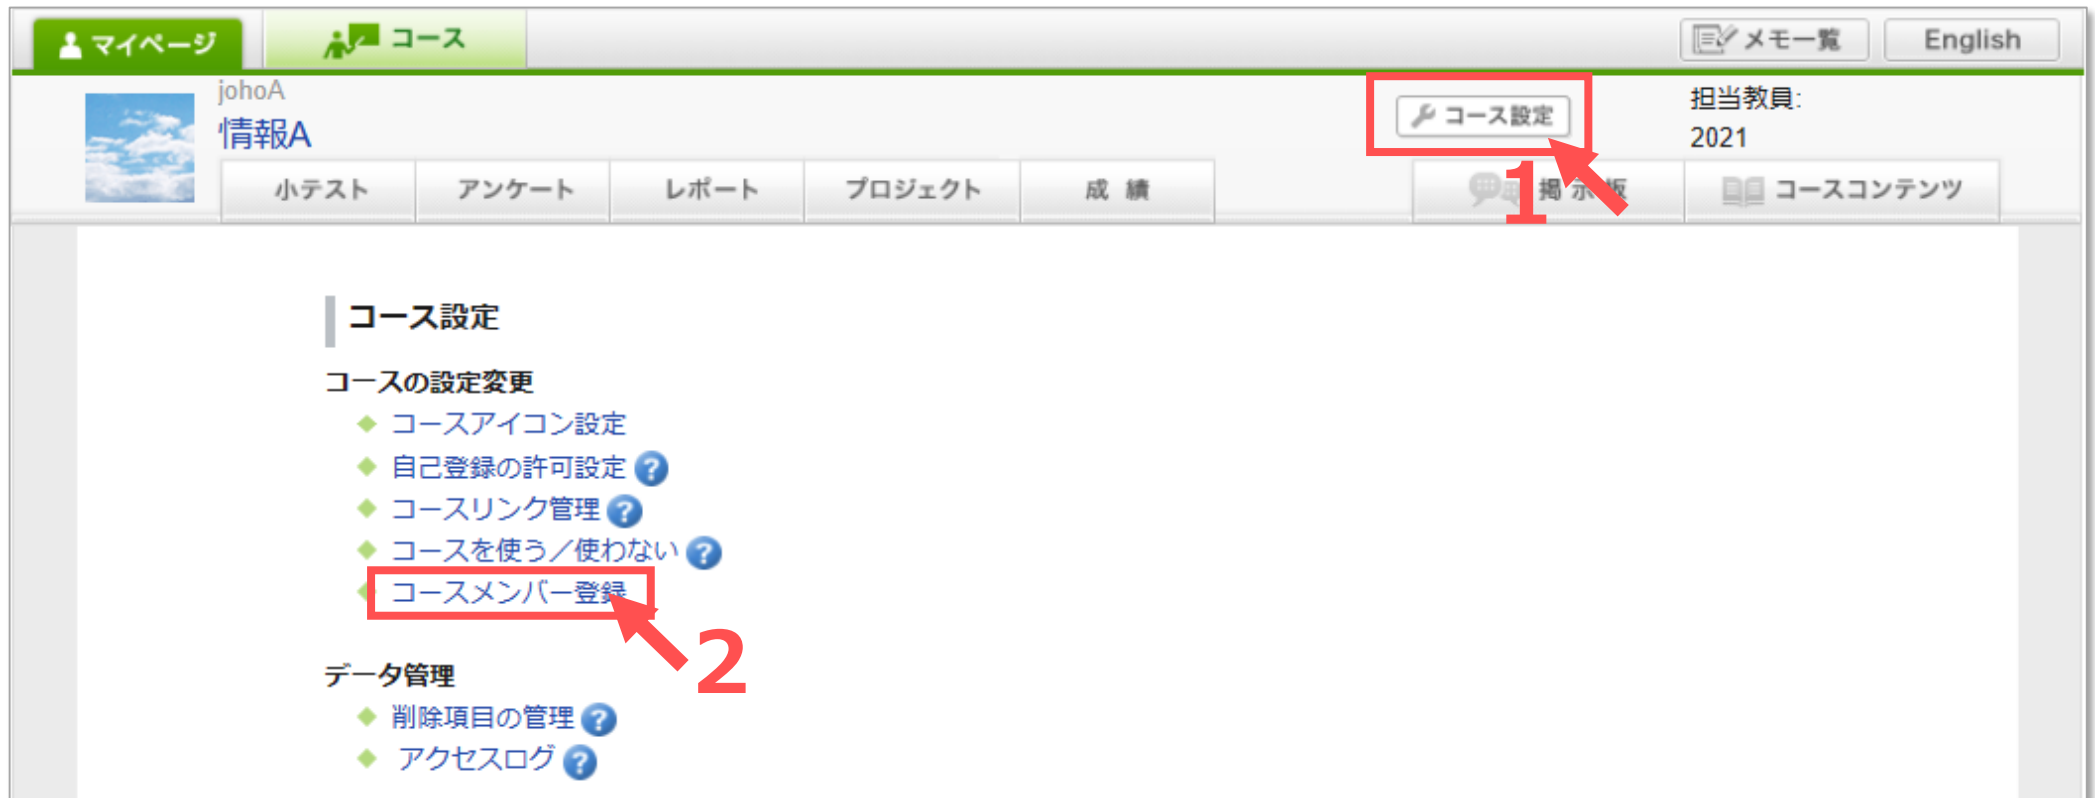 マイページ
コース
メモ一覧
English
johoA
情報A
コース設定
担当教員:
2021
小テスト
アンケート
レポート
プロジェクト
成 績
掲 示 板
コースコンテンツ
1
コース設定
コースの設定変更
コースアイコン設定
自己登録の許可設定 ?
コースリンク管理 ?
コースを使う／使わない ?
コースメンバー登録
2
データ管理
削除項目の管理 ?
アクセスログ ?